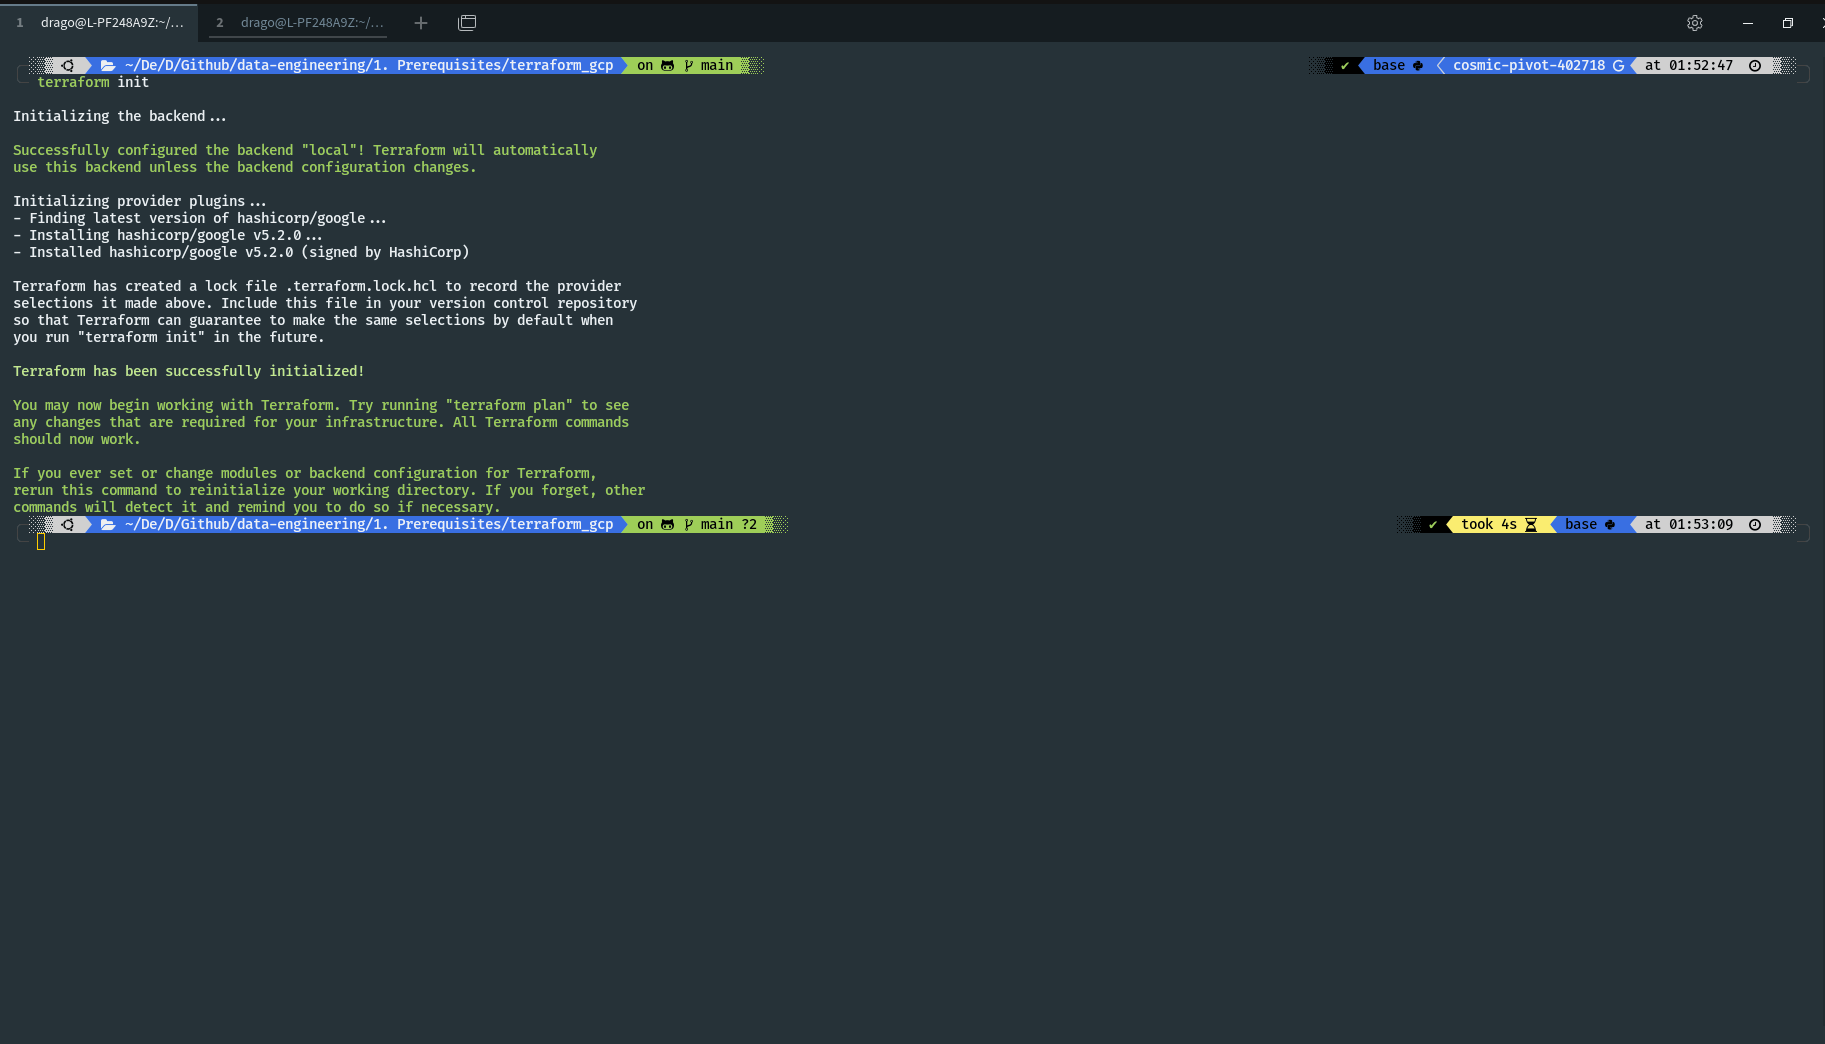 1 drago@L-PF248A9Z:~/... 2 drago@L-PF248A9Z:~/...
~/De/D/Github/data-engineering/1. Prerequisites/terraform_gcp on main ✔ base cosmic-pivot-402718 G at 01:52:47
terraform init
Initializing the backend...
Successfully configured the backend "local"! Terraform will automatically
use this backend unless the backend configuration changes.
Initializing provider plugins...
- Finding latest version of hashicorp/google...
- Installing hashicorp/google v5.2.0...
- Installed hashicorp/google v5.2.0 (signed by HashiCorp)
Terraform has created a lock file .terraform.lock.hcl to record the provider
selections it made above. Include this file in your version control repository
so that Terraform can guarantee to make the same selections by default when
you run "terraform init" in the future.
Terraform has been successfully initialized!
You may now begin working with Terraform. Try running "terraform plan" to see
any changes that are required for your infrastructure. All Terraform commands
should now work.
If you ever set or change modules or backend configuration for Terraform,
rerun this command to reinitialize your working directory. If you forget, other
commands will detect it and remind you to do so if necessary.
~/De/D/Github/data-engineering/1. Prerequisites/terraform_gcp on main ?2 ✔ took 4s base at 01:53:09